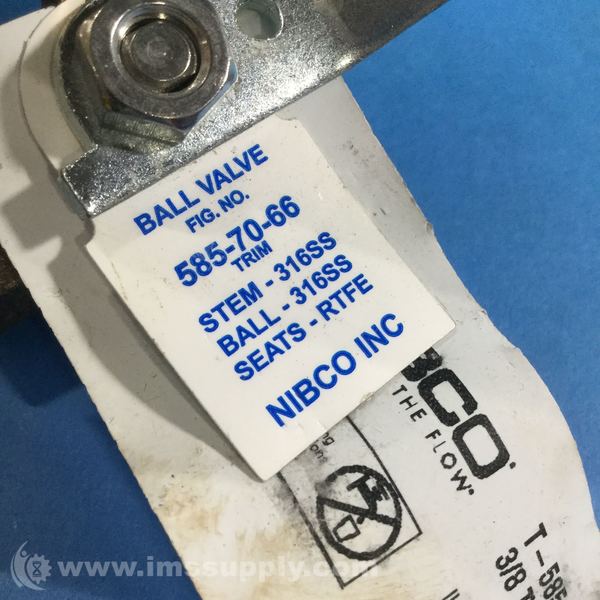 BALL VALVE
FIG. NO.
585-70-66
TRIM
STEM - 316SS
BALL - 316SS
SEATS - RTFE
NIBCO INC
BCO
THE FLOW
T-585
3/8
www.imssupply.com